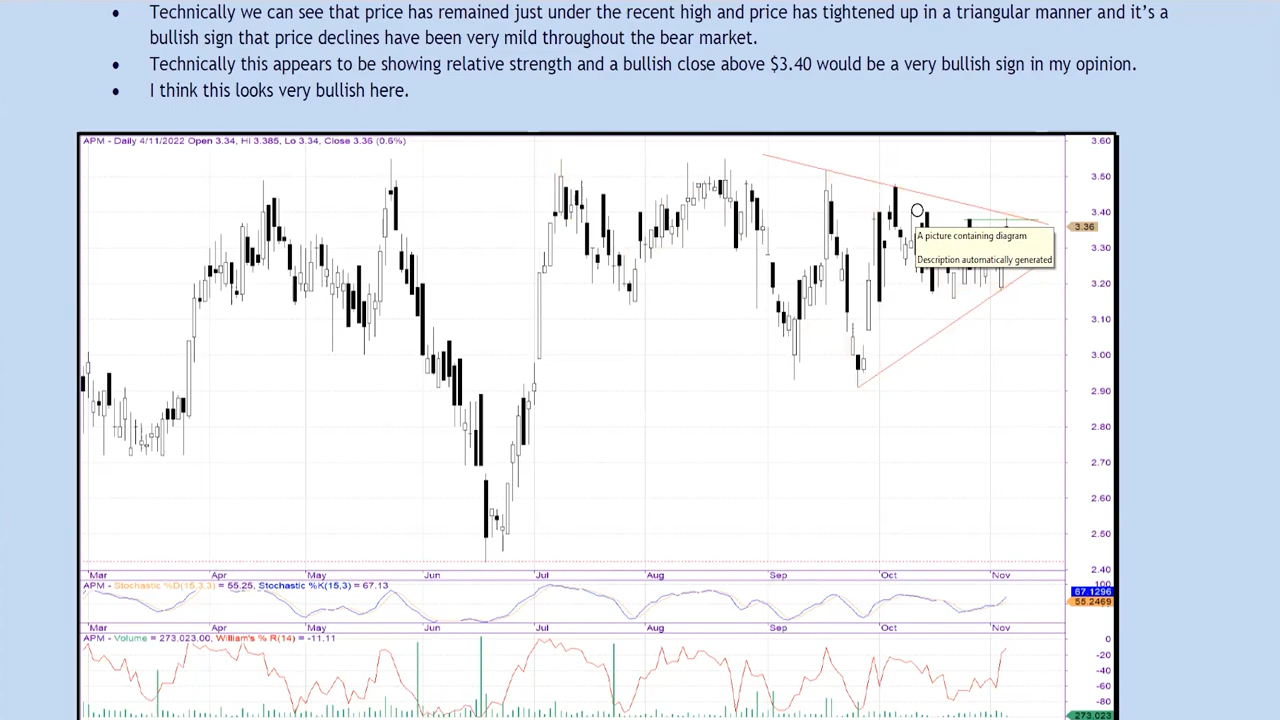 • Technically we can see that price has remained just under the recent high and price has tightened up in a triangular manner and it's a
bullish sign that price declines have been very mild throughout the bear market.
• Technically this appears to be showing relative strength and a bullish close above $3.40 would be a very bullish sign in my opinion.
• I think this looks very bullish here.
APM - Daily 4/11/2022 Open 3.34, Hi 3.385, Lo 3.34, Close 3.36 (0.6%)
3.60
3.50
3.40
3.36
3.30
3.20
3.10
3.00
2.90
2.80
2.70
2.60
2.50
2.40
A picture containing diagram
Description automatically generated
Mar Apr May Jun Jul Aug Sep Oct Nov
APM - Stochastic %D(15,3,3) = 55.25, Stochastic %K(15,3) = 67.13
100
67.1296
55.2469
Mar Apr May Jun Jul Aug Sep Oct Nov
APM - Volume = 273,023.00, William's % R(14) = -11.11
0
-20
-40
-60
-80
273,023